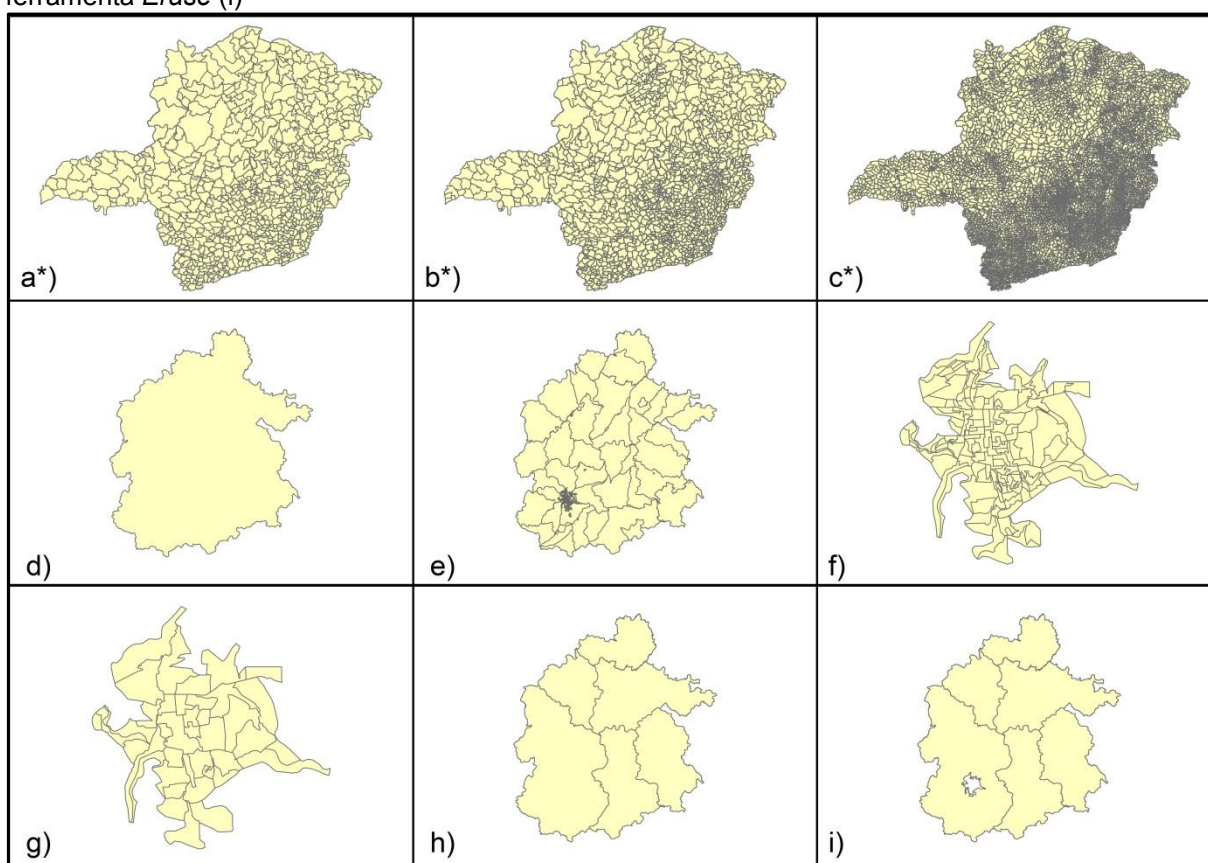 ferramenta Erase (i)
a*)
b*)
c*)
d)
e)
f)
g)
h)
i)